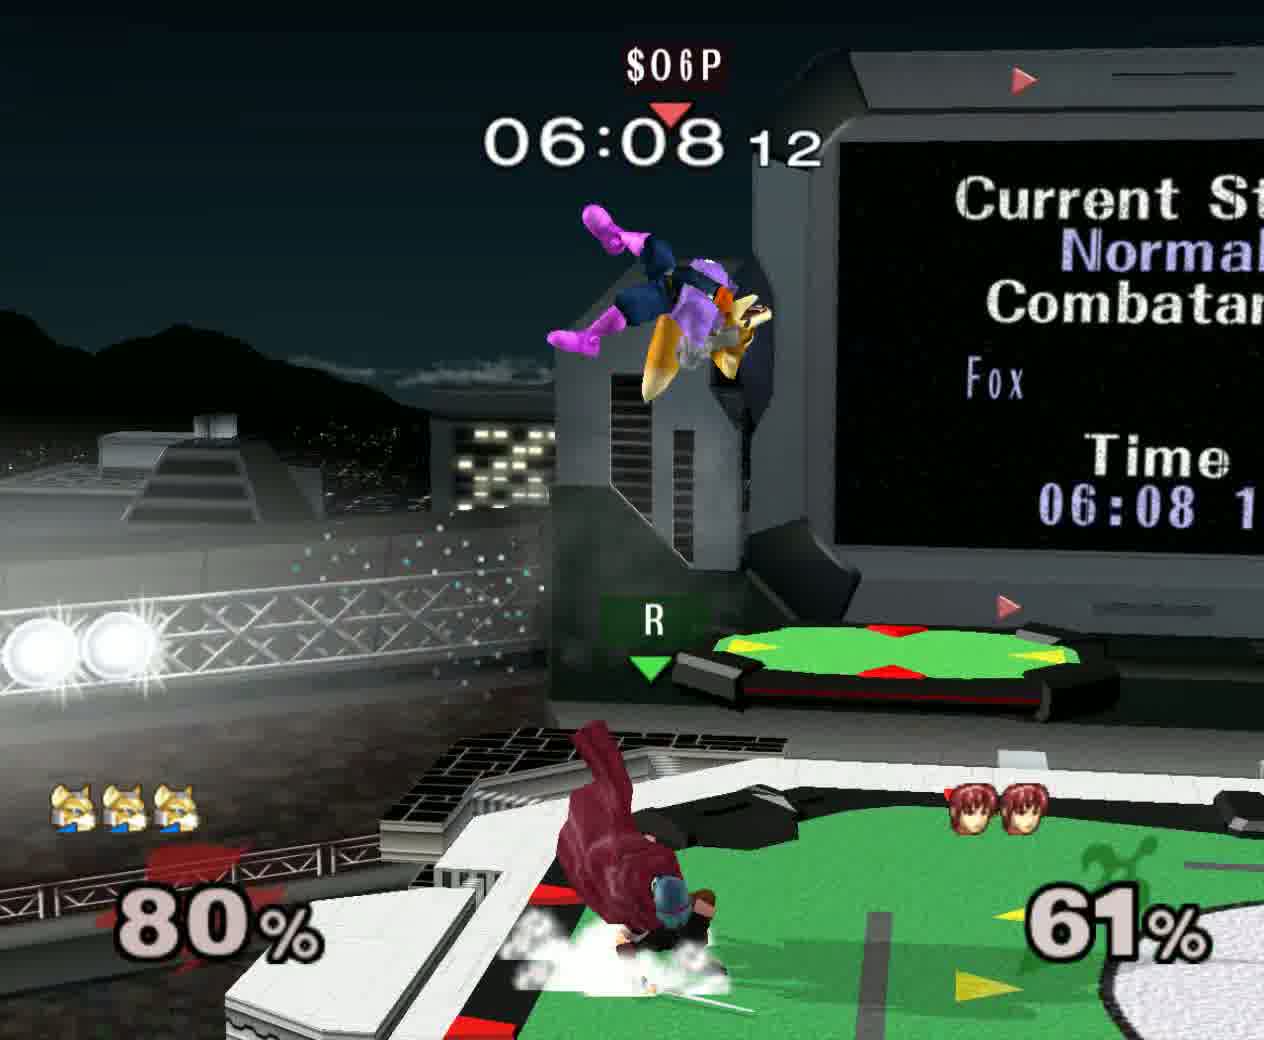 $06P
06:08 12
Current St
Normal
Combatan
Fox
Time
06:08 1
R
80%
61%